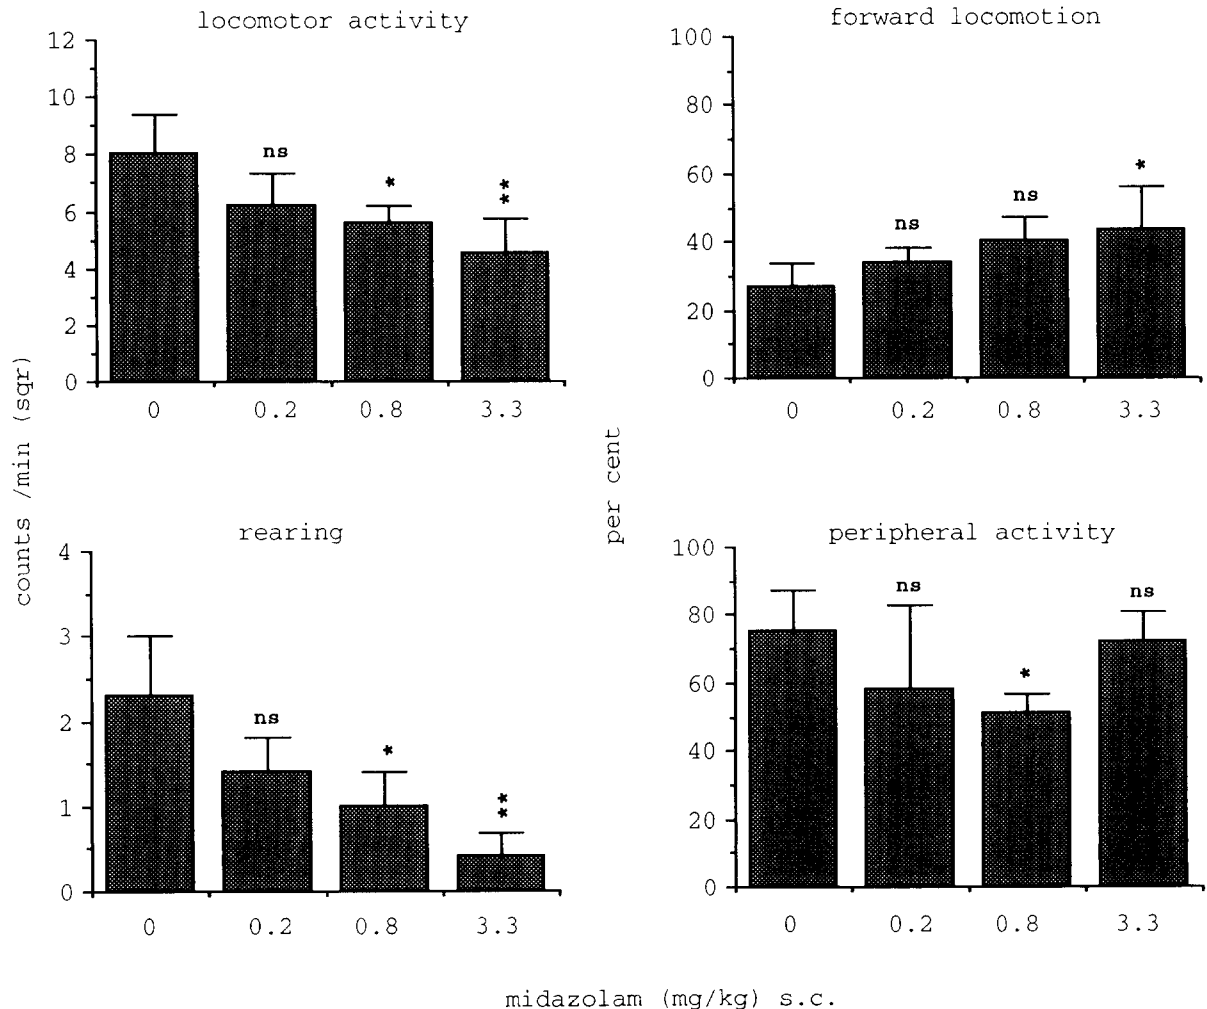 locomotor activity
12
10
8
6
4
2
0
ns
*
**
0 0.2 0.8 3.3
forward locomotion
100
80
60
40
20
0
ns
ns
*
0 0.2 0.8 3.3
counts /min (sqr)
per cent
rearing
4
3
2
1
0
ns
*
**
0 0.2 0.8 3.3
peripheral activity
100
80
60
40
20
0
ns
*
ns
0 0.2 0.8 3.3
midazolam (mg/kg) s.c.